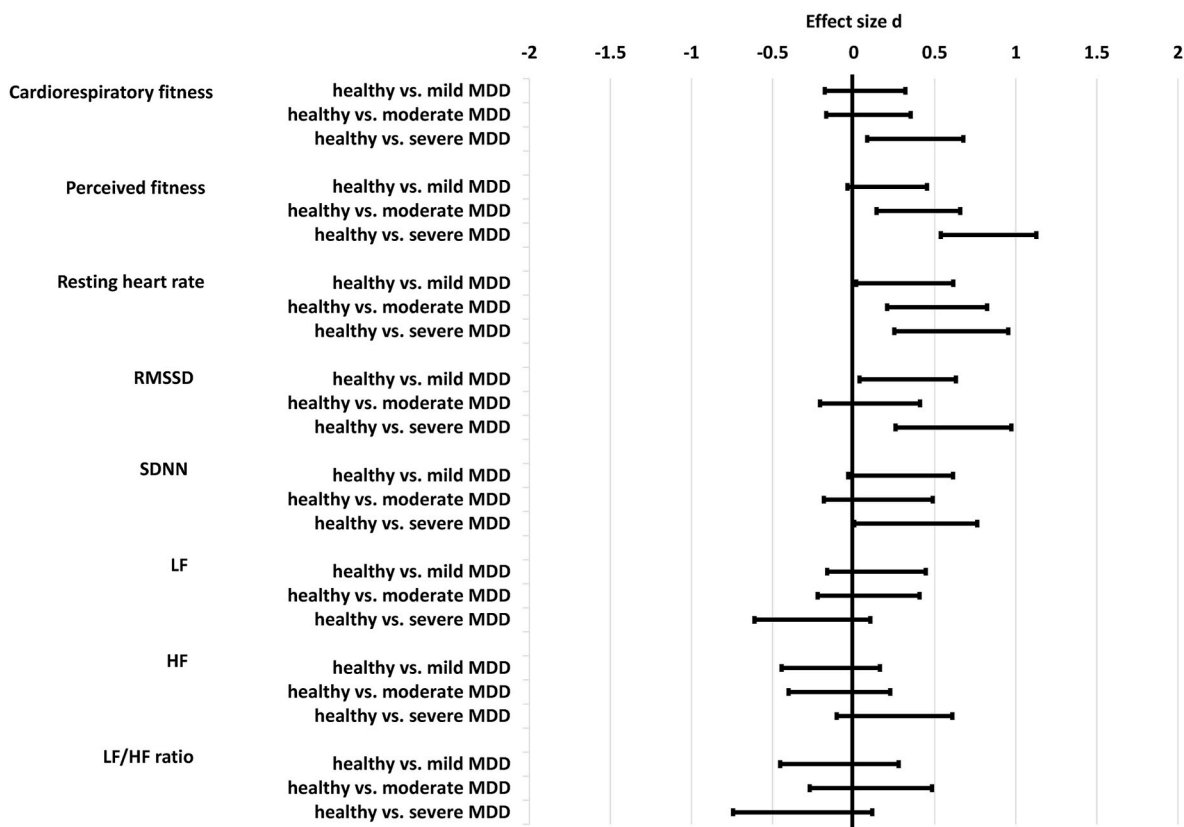 Effect size d
-2 -1.5 -1 -0.5 0 0.5 1 1.5 2
Cardiorespiratory fitness healthy vs. mild MDD
healthy vs. moderate MDD
healthy vs. severe MDD
Perceived fitness healthy vs. mild MDD
healthy vs. moderate MDD
healthy vs. severe MDD
Resting heart rate healthy vs. mild MDD
healthy vs. moderate MDD
healthy vs. severe MDD
RMSSD healthy vs. mild MDD
healthy vs. moderate MDD
healthy vs. severe MDD
SDNN healthy vs. mild MDD
healthy vs. moderate MDD
healthy vs. severe MDD
LF healthy vs. mild MDD
healthy vs. moderate MDD
healthy vs. severe MDD
HF healthy vs. mild MDD
healthy vs. moderate MDD
healthy vs. severe MDD
LF/HF ratio healthy vs. mild MDD
healthy vs. moderate MDD
healthy vs. severe MDD